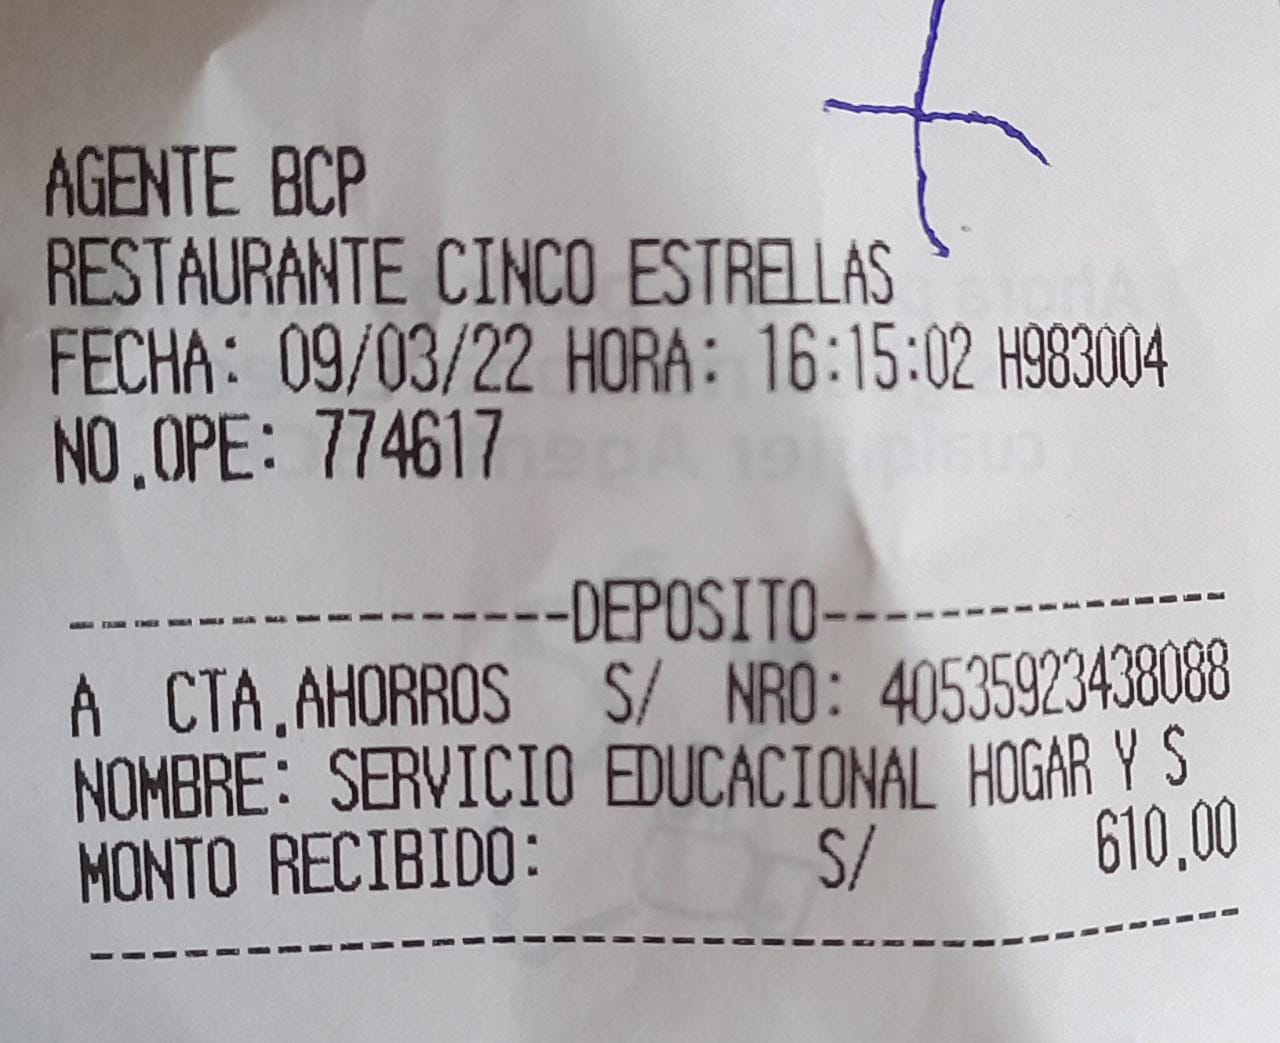 AGENTE BCP
RESTAURANTE CINCO ESTRELLAS
FECHA: 09/03/22 HORA: 16:15:02 H983004
NO.OPE: 774617
--------------------DEPOSITO--------------------
A CTA.AHORROS S/ NRO: 40535923438088
NOMBRE: SERVICIO EDUCACIONAL HOGAR Y S
MONTO RECIBIDO: S/ 610.00